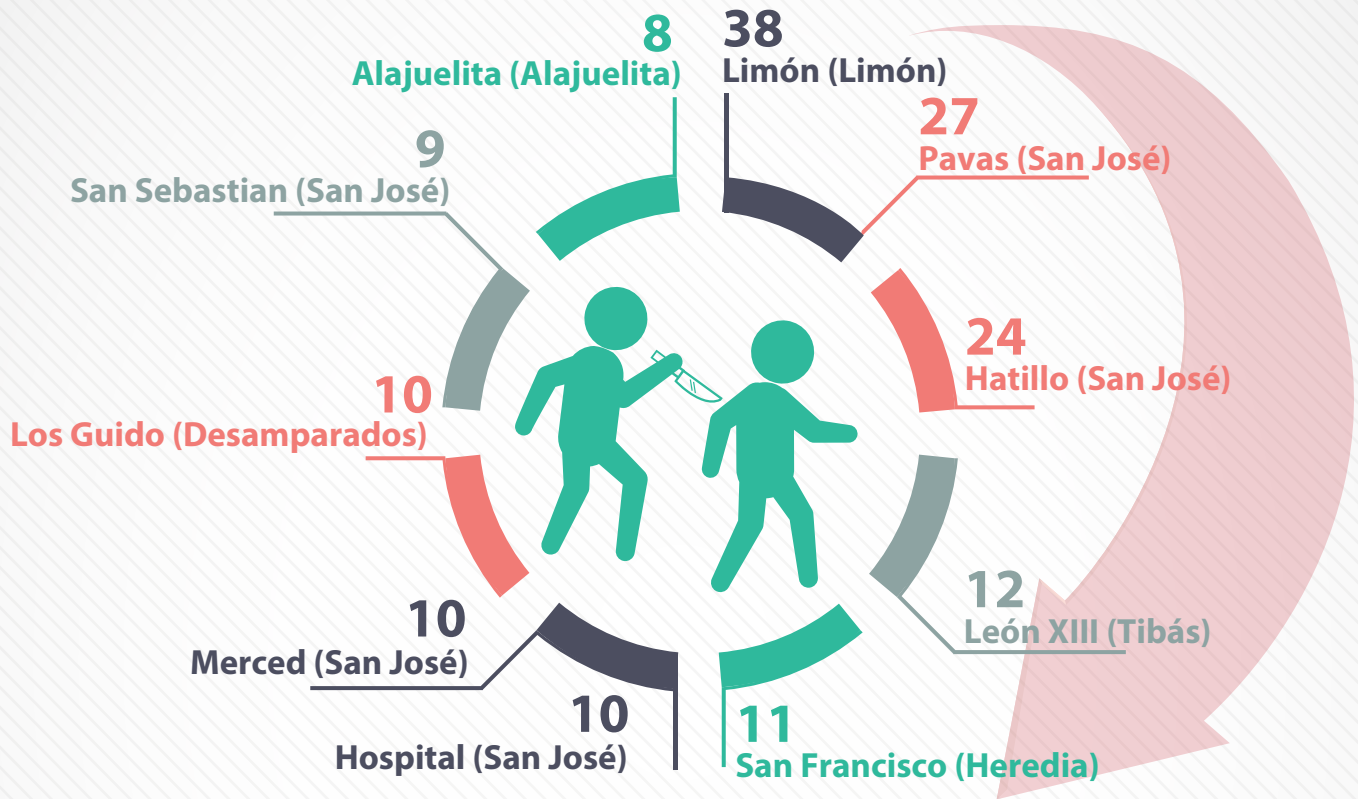 38
Limón (Limón)
27
Pavas (San José)
24
Hatillo (San José)
12
León XIII (Tibás)
11
San Francisco (Heredia)
10
Hospital (San José)
10
Merced (San José)
10
Los Guido (Desamparados)
9
San Sebastian (San José)
8
Alajuelita (Alajuelita)